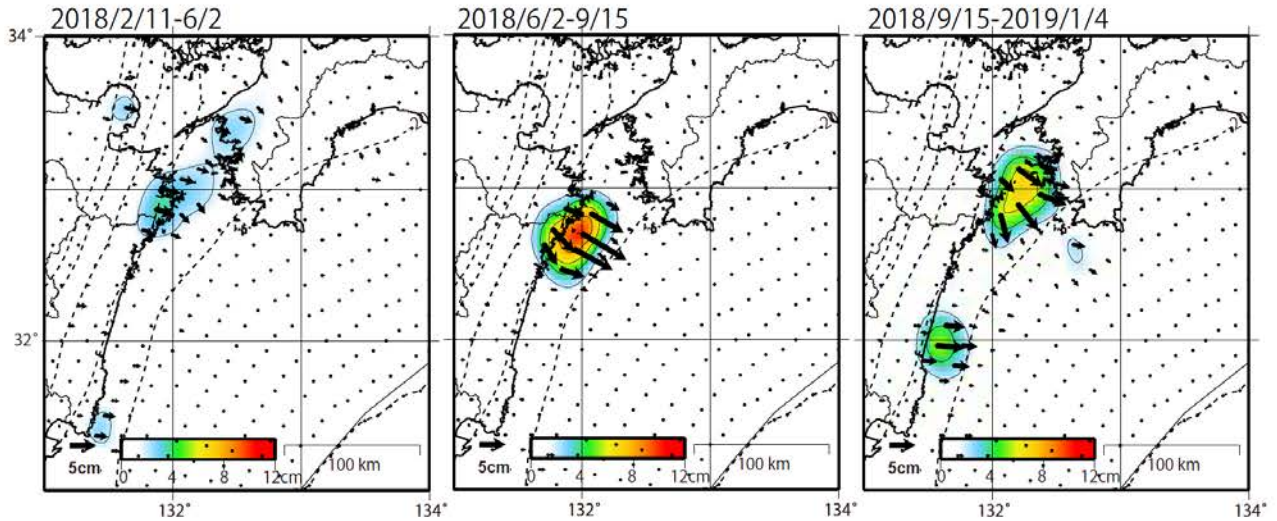 2018/2/11-6/2
2018/6/2-9/15
2018/9/15-2019/1/4
34°
32°
5cm
0 4 8 12cm
100 km
5cm
0 4 8 12cm
100 km
5cm
0 4 8 12cm
100 km
132° 134°
132° 134°
132° 134°